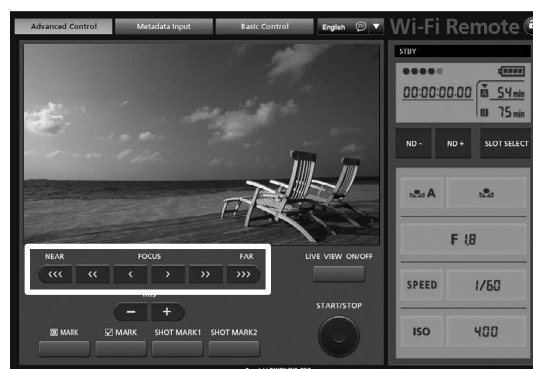 Advanced Control Metadata Input Basic Control English Wi-Fi Remote
STBY
00:00:00.00 A 54 min
B 75 min
ND - ND + SLOT SELECT
A
F 1.8
NEAR FOCUS FAR LIVE VIEW ON/OFF
<<< << < > >> >>>
SPEED 1/60
− +
START/STOP
MARK MARK SHOT MARK1 SHOT MARK2
ISO 400